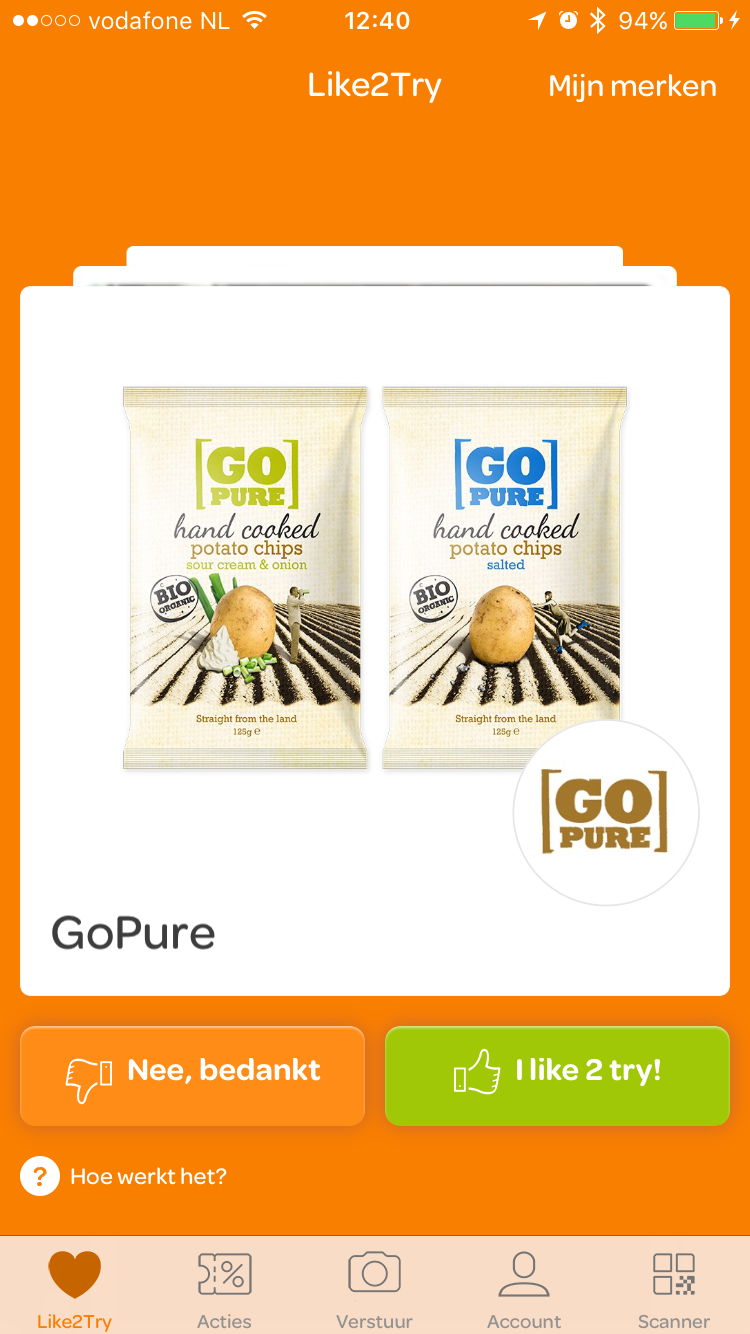 vodafone NL 12:40 94%
Like2Try Mijn merken
[GO PURE]
hand cooked
potato chips
sour cream & onion
BIO
ORGANIC
Straight from the land
125g ℮
[GO PURE]
hand cooked
potato chips
salted
BIO
ORGANIC
Straight from the land
125g ℮
[GO PURE]
GoPure
Nee, bedankt
I like 2 try!
? Hoe werkt het?
Like2Try Acties Verstuur Account Scanner